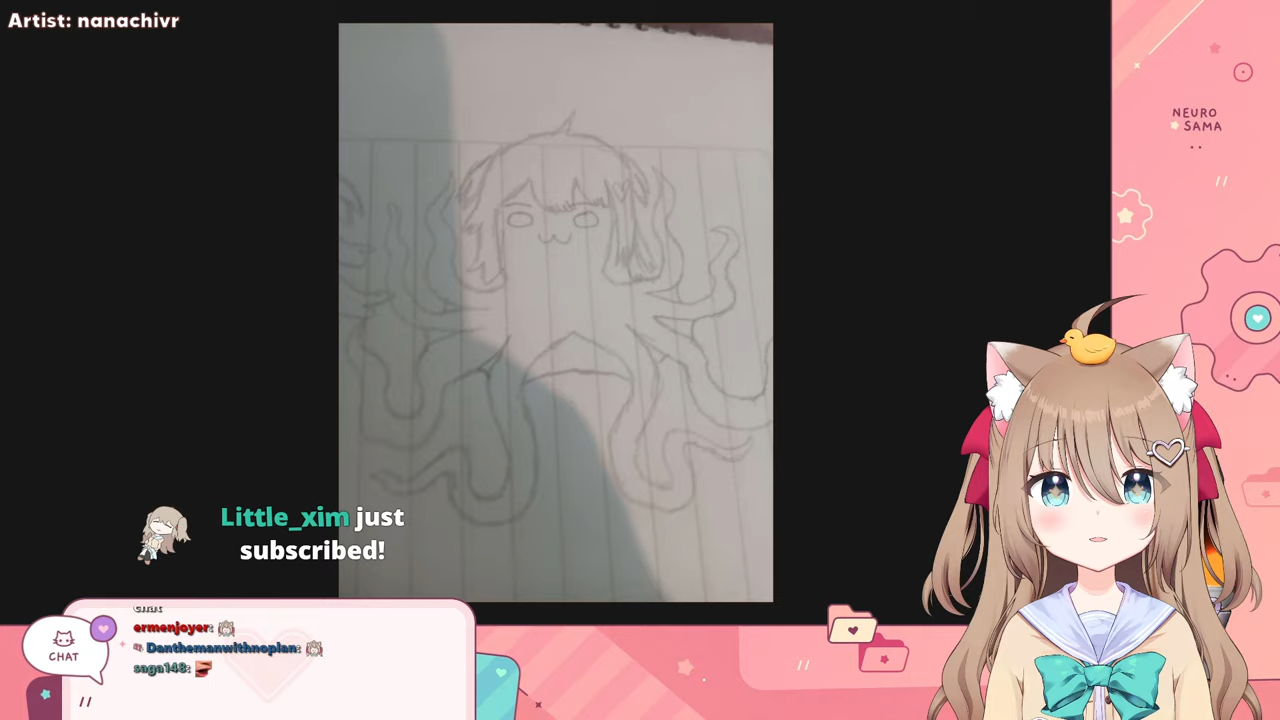 Artist: nanachivr
NEURO
SAMA
Little_xim just
subscribed!
chat
ermenjoyer:
Danthemanwithnoplan:
saga148:
CHAT